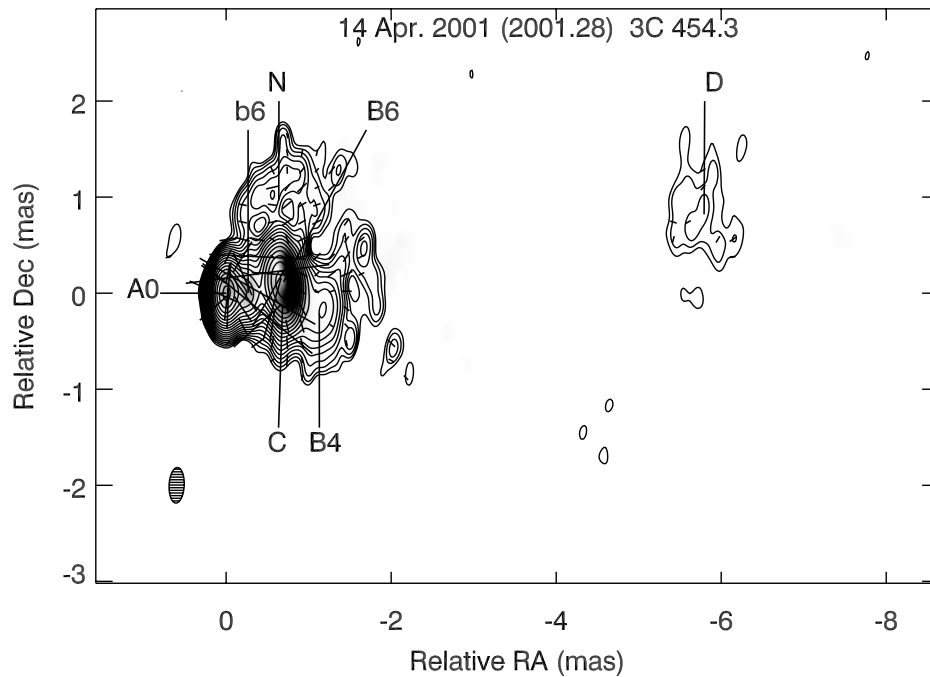 14 Apr. 2001 (2001.28) 3C 454.3
N
D
b6
B6
A0
C
B4
2
1
0
-1
-2
-3
Relative Dec (mas)
0
-2
-4
-6
-8
Relative RA (mas)